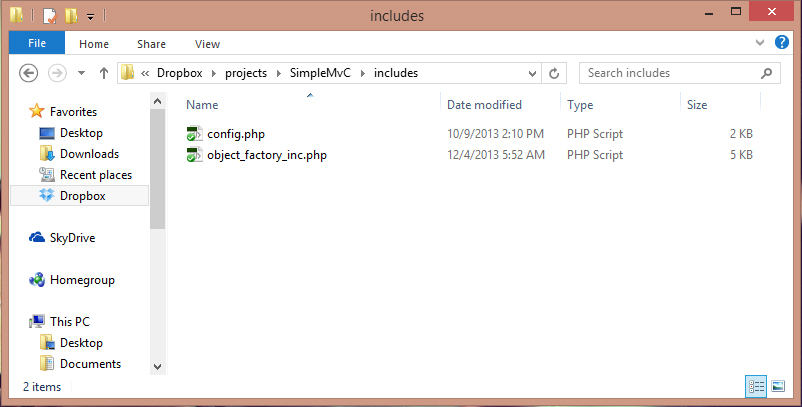 includes
File Home Share View
« Dropbox projects SimpleMvC includes Search includes
Name Date modified Type Size
config.php 10/9/2013 2:10 PM PHP Script 2 KB
object_factory_inc.php 12/4/2013 5:52 AM PHP Script 5 KB
Favorites
Desktop
Downloads
Recent places
Dropbox
SkyDrive
Homegroup
This PC
Desktop
Documents
2 items